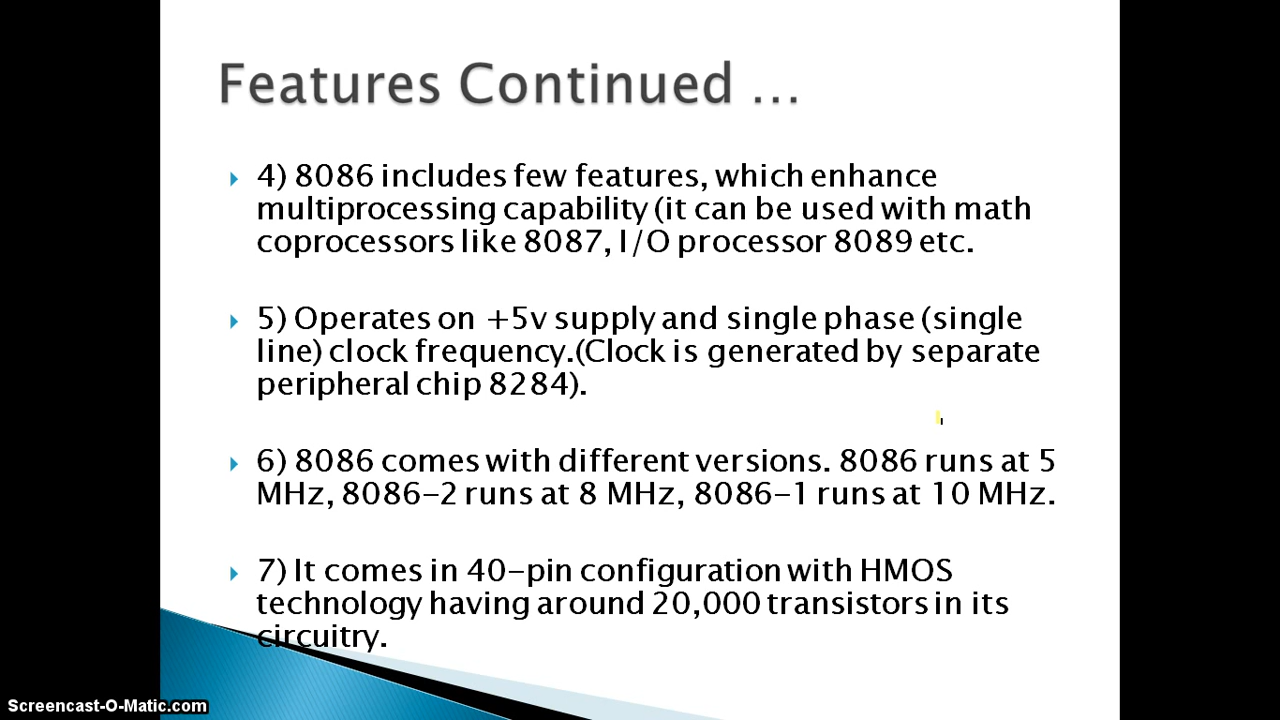 Features Continued ...
4) 8086 includes few features, which enhance
multiprocessing capability (it can be used with math
coprocessors like 8087, I/O processor 8089 etc.
5) Operates on +5v supply and single phase (single
line) clock frequency.(Clock is generated by separate
peripheral chip 8284).
6) 8086 comes with different versions. 8086 runs at 5
MHz, 8086-2 runs at 8 MHz, 8086-1 runs at 10 MHz.
7) It comes in 40-pin configuration with HMOS
technology having around 20,000 transistors in its
circuitry.
Screencast-O-Matic.com